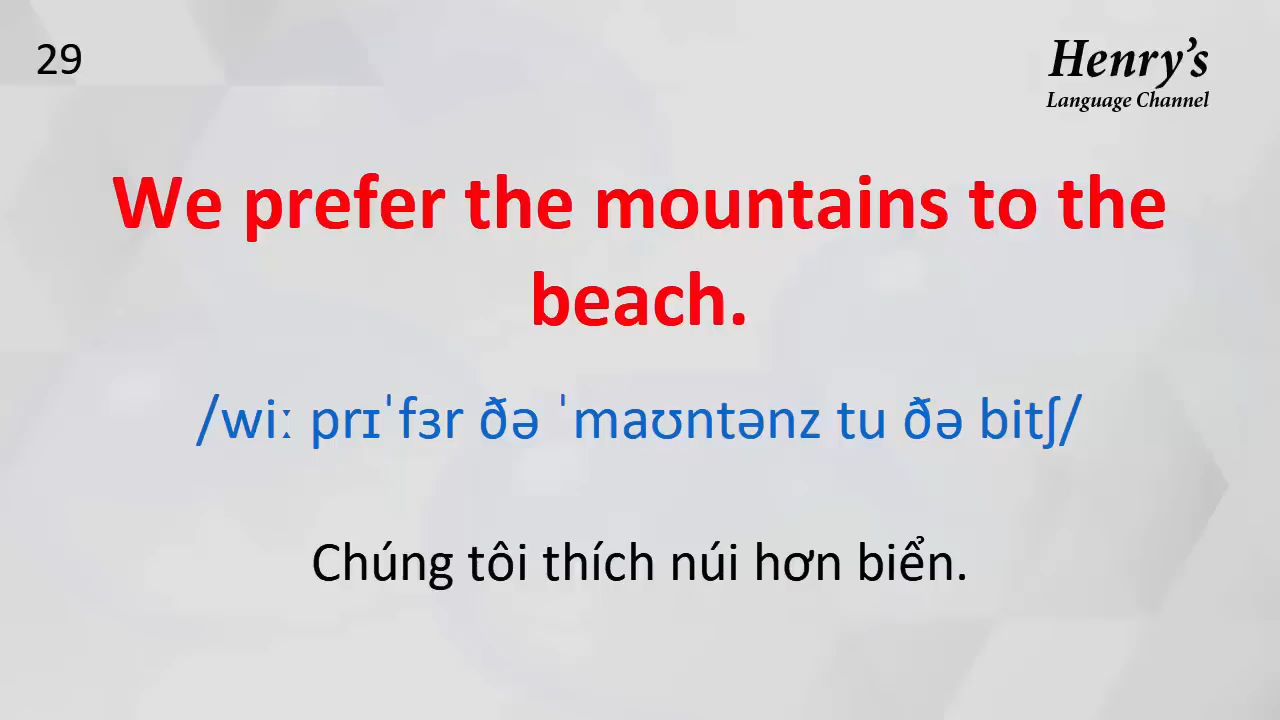 29
Henry’s
Language Channel
We prefer the mountains to the
beach.
/wiː prɪˈfɜr ðə ˈmaʊntənz tu ðə bitʃ/
Chúng tôi thích núi hơn biển.